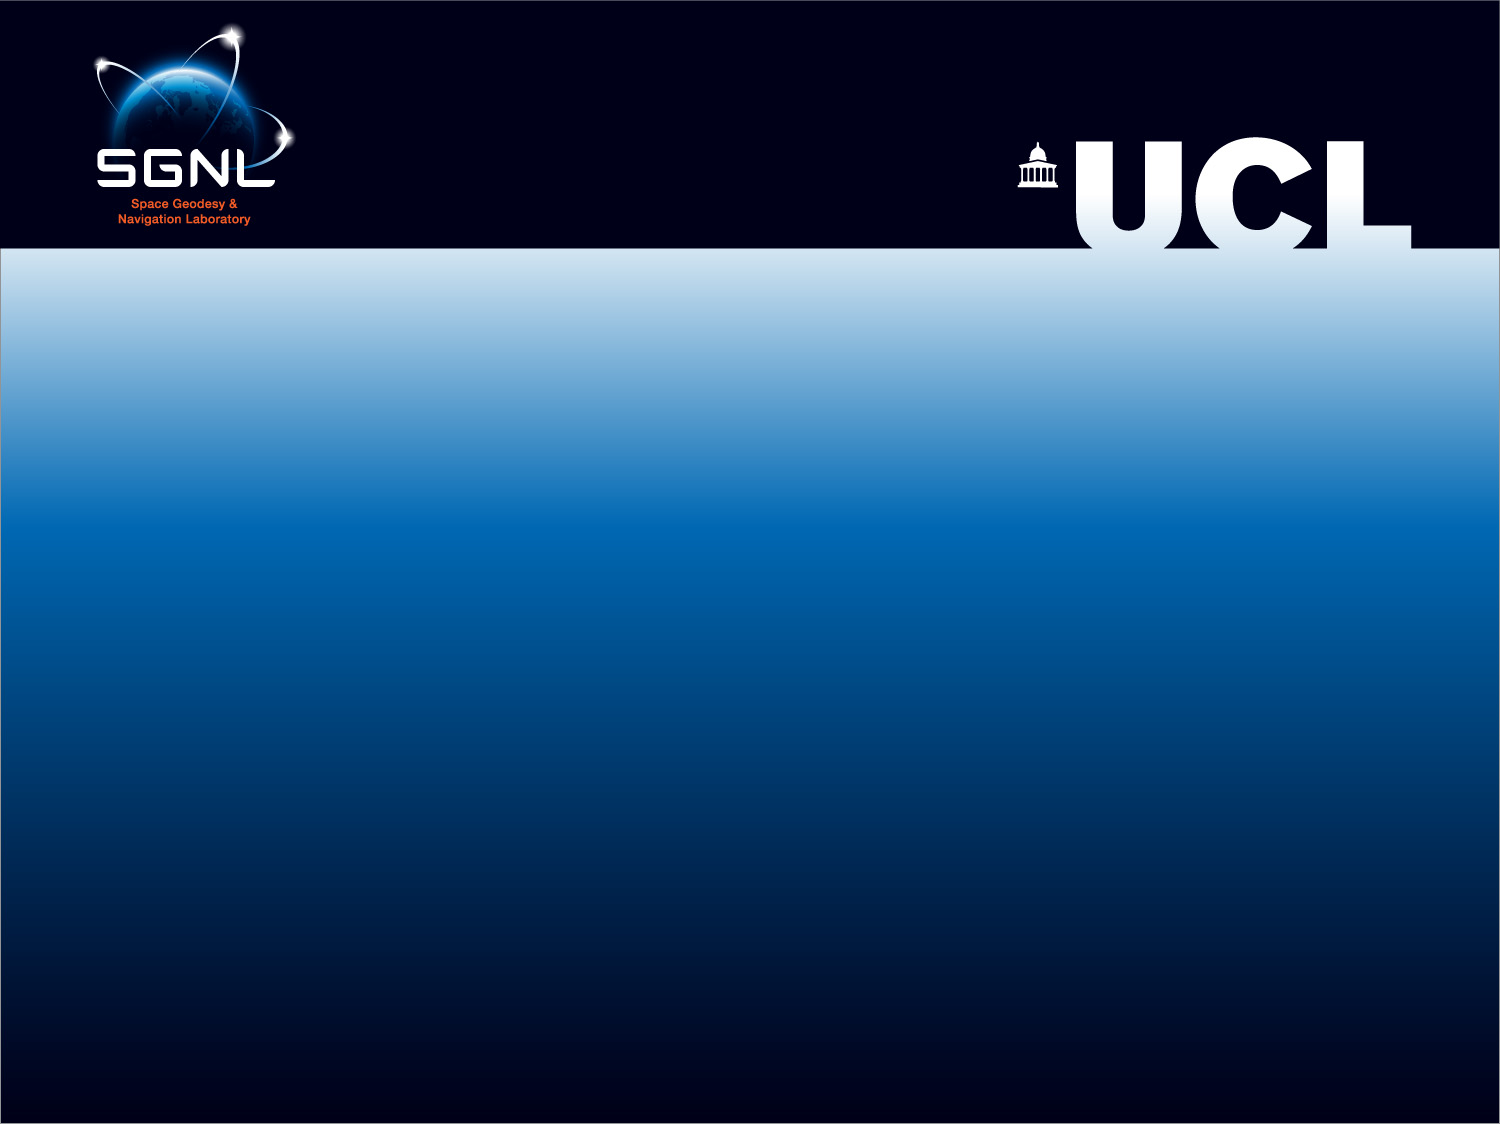 SGNL
Space Geodesy &
Navigation Laboratory
UCL